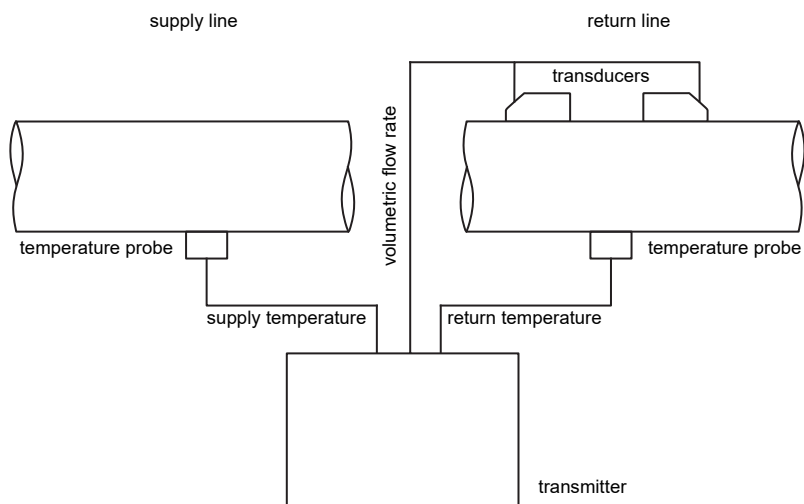 supply line
return line
transducers
volumetric flow rate
temperature probe
temperature probe
supply temperature
return temperature
transmitter